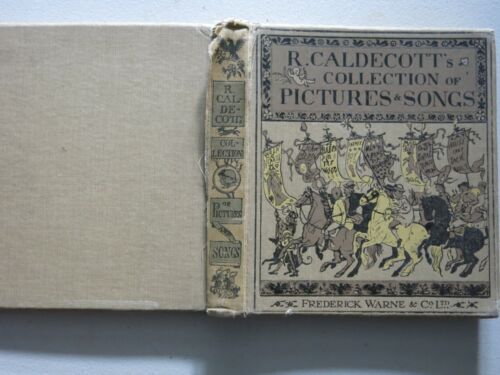 R.
CAL-
DE-
COTT
COL-
LECTION
OF
PICTURES
SONGS
R. CALDECOTT's
COLLECTION OF
PICTURES & SONGS
FREDERICK WARNE & Co LTD